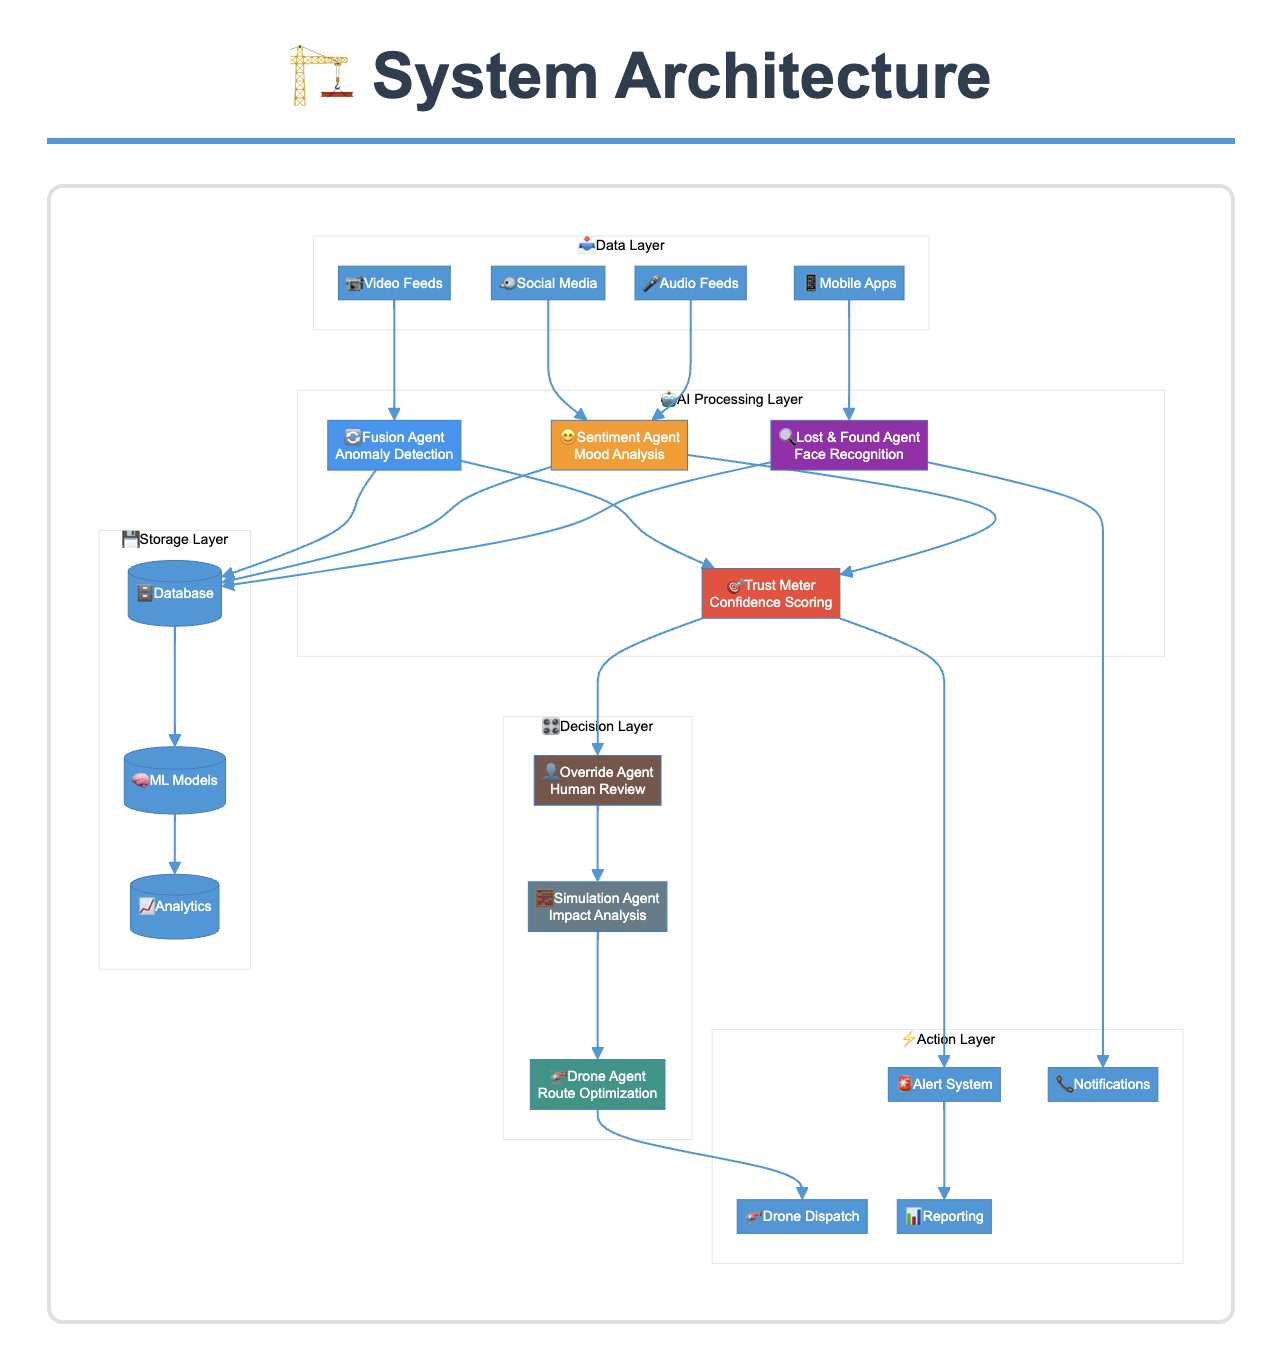 System Architecture
Data Layer
Video Feeds
Social Media
Audio Feeds
Mobile Apps
AI Processing Layer
Fusion Agent
Anomaly Detection
Sentiment Agent
Mood Analysis
Lost & Found Agent
Face Recognition
Storage Layer
Database
Trust Meter
Confidence Scoring
Decision Layer
Override Agent
Human Review
ML Models
Simulation Agent
Impact Analysis
Analytics
Action Layer
Drone Agent
Route Optimization
Alert System
Notifications
Drone Dispatch
Reporting